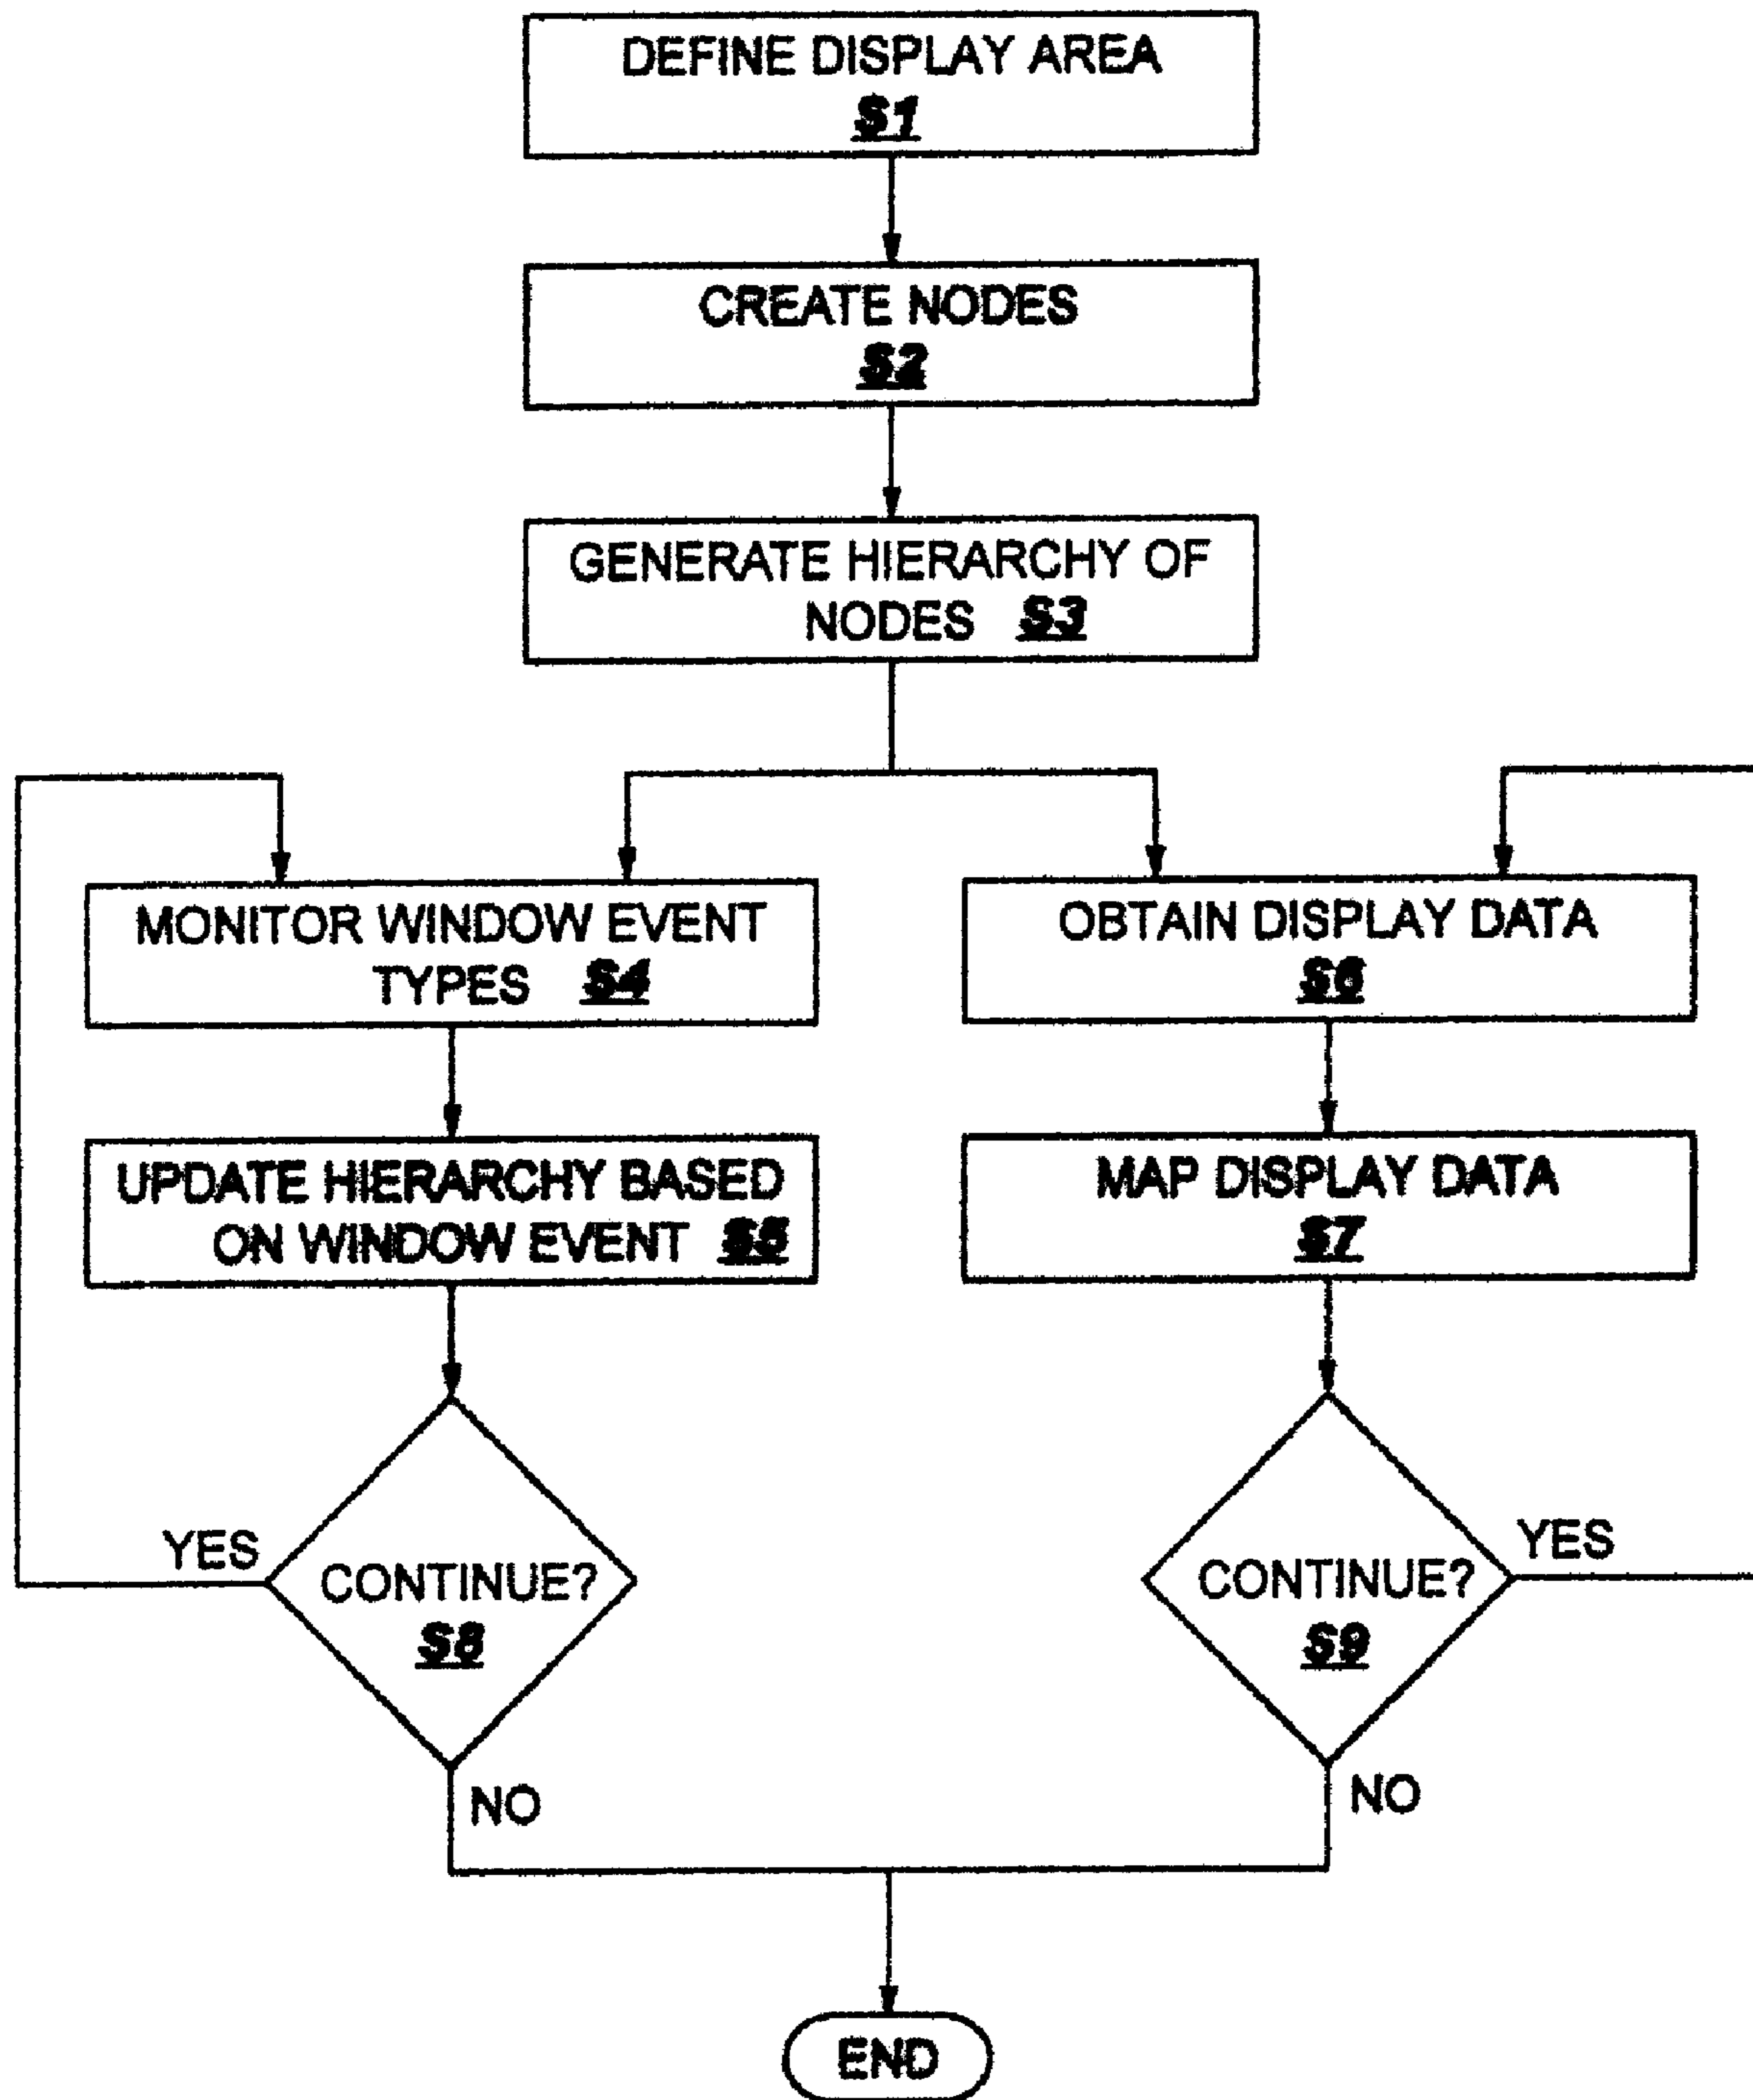 DEFINE DISPLAY AREA
S1
CREATE NODES
S2
GENERATE HIERARCHY OF
NODES S3
MONITOR WINDOW EVENT
TYPES S4
OBTAIN DISPLAY DATA
S6
UPDATE HIERARCHY BASED
ON WINDOW EVENT S5
MAP DISPLAY DATA
S7
YES
CONTINUE?
S8
NO
CONTINUE?
S9
YES
NO
END